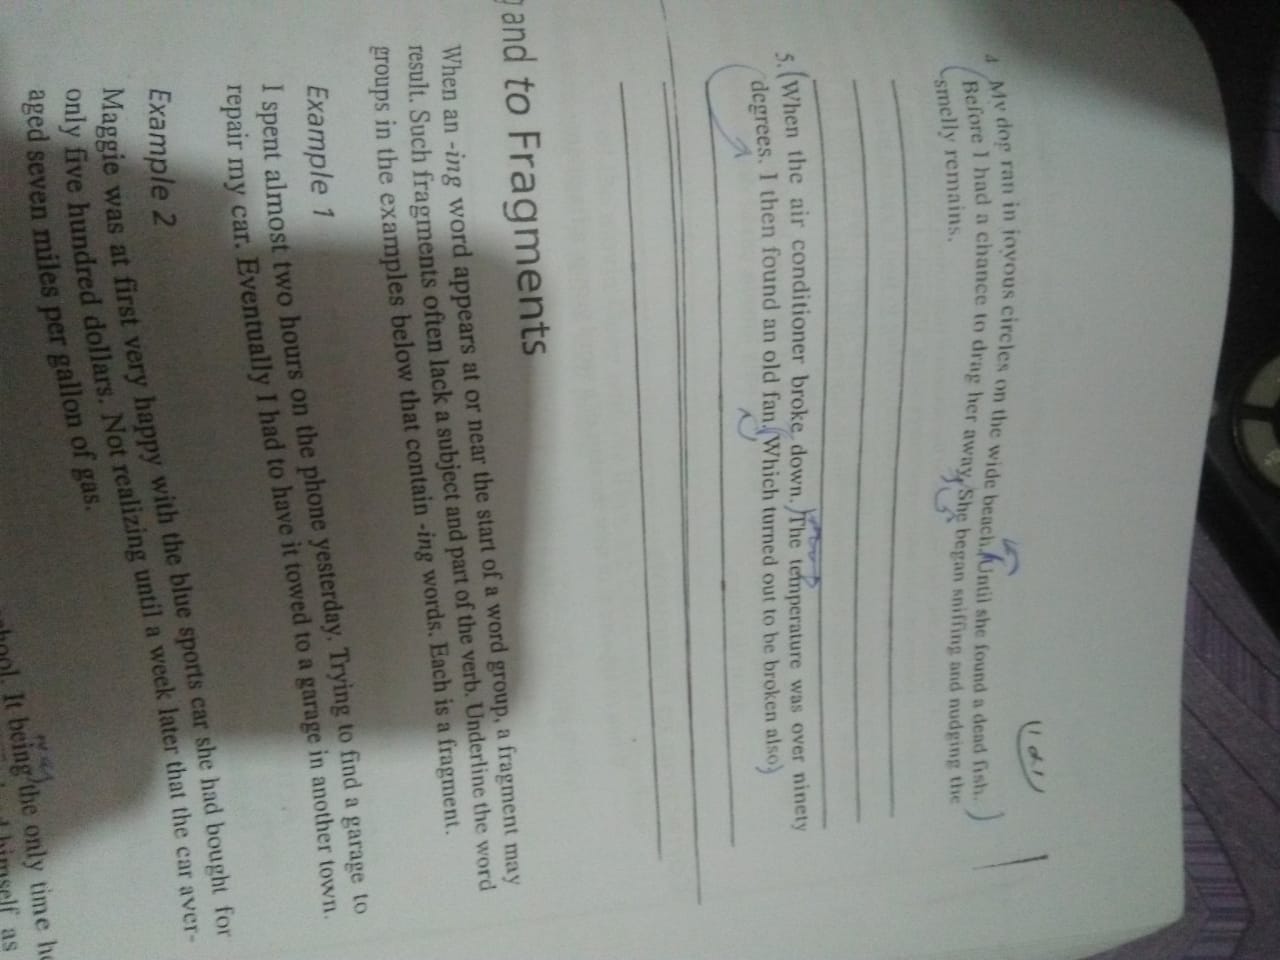 4 My dog ran in joyous circles on the wide beach. Until she found a dead fish.
Before I had a chance to drag her away, She began sniffing and nudging the
smelly remains.
5. When the air conditioner broke down. The temperature was over ninety
degrees. I then found an old fan. Which turned out to be broken also.
and to Fragments
When an -ing word appears at or near the start of a word group, a fragment may
result. Such fragments often lack a subject and part of the verb. Underline the word
groups in the examples below that contain -ing words. Each is a fragment.
Example 1
I spent almost two hours on the phone yesterday. Trying to find a garage to
repair my car. Eventually I had to have it towed to a garage in another town.
Example 2
Maggie was at first very happy with the blue sports car she had bought for
only five hundred dollars. Not realizing until a week later that the car aver-
aged seven miles per gallon of gas.
It being the only time
himself as